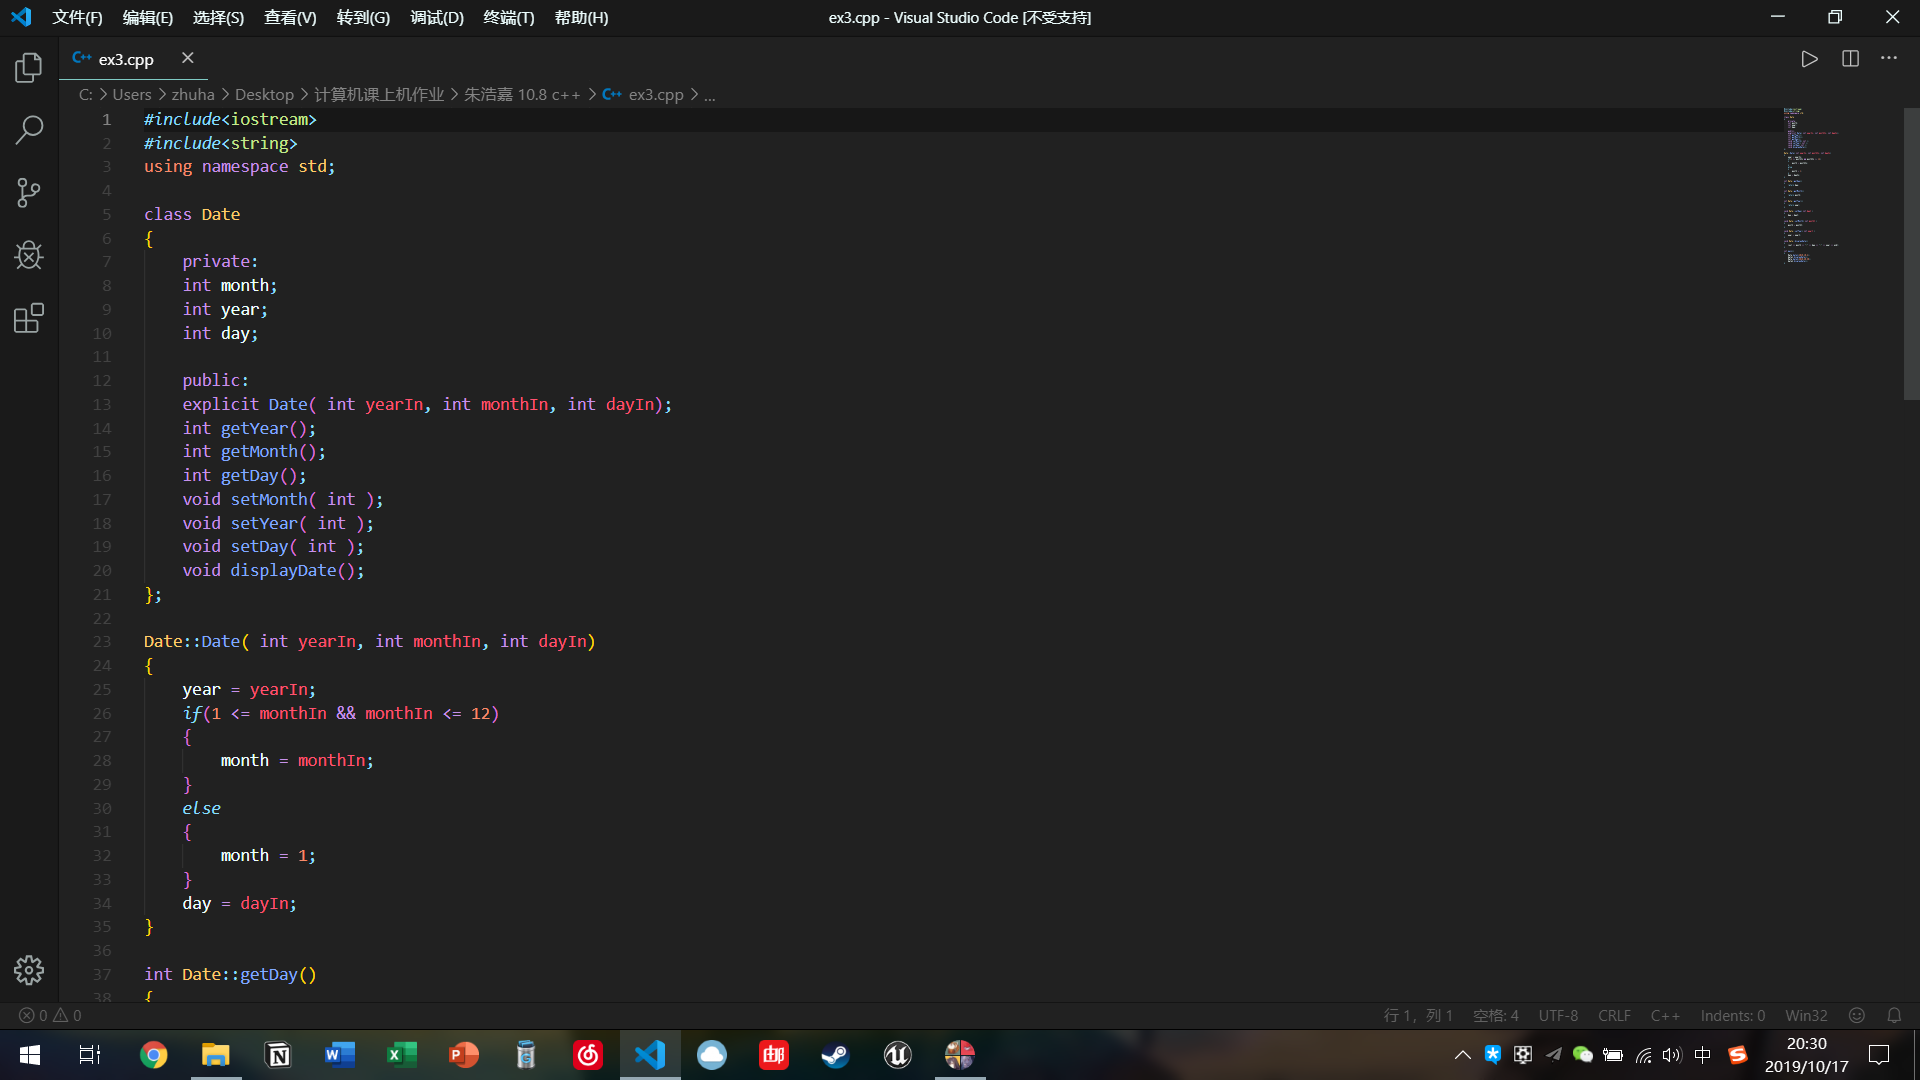 文件(F) 编辑(E) 选择(S) 查看(V) 转到(G) 调试(D) 终端(T) 帮助(H) ex3.cpp - Visual Studio Code [不受支持]
ex3.cpp
C: > Users > zhuha > Desktop > 计算机课上机作业 > 朱浩嘉 10.8 c++ > ex3.cpp > ...
1 #include<iostream>
2 #include<string>
3 using namespace std;
4
5 class Date
6 {
7 private:
8 int month;
9 int year;
10 int day;
11
12 public:
13 explicit Date( int yearIn, int monthIn, int dayIn);
14 int getYear();
15 int getMonth();
16 int getDay();
17 void setMonth( int );
18 void setYear( int );
19 void setDay( int );
20 void displayDate();
21 };
22
23 Date::Date( int yearIn, int monthIn, int dayIn)
24 {
25 year = yearIn;
26 if(1 <= monthIn && monthIn <= 12)
27 {
28 month = monthIn;
29 }
30 else
31 {
32 month = 1;
33 }
34 day = dayIn;
35 }
36
37 int Date::getDay()
38 {
0 0 行 1，列 1 空格: 4 UTF-8 CRLF C++ Indents: 0 Win32
中 20:30
2019/10/17